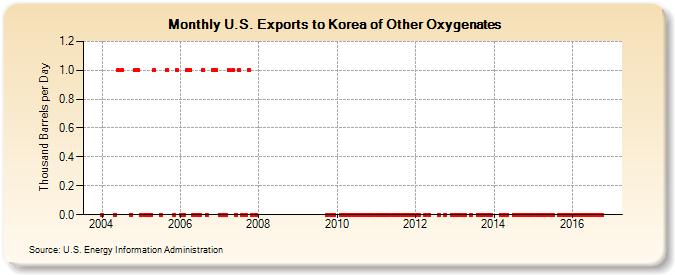 Monthly U.S. Exports to Korea of Other Oxygenates
Thousand Barrels per Day
1.2
1.0
0.8
0.6
0.4
0.2
0.0
2004 2006 2008 2010 2012 2014 2016
Source: U.S. Energy Information Administration